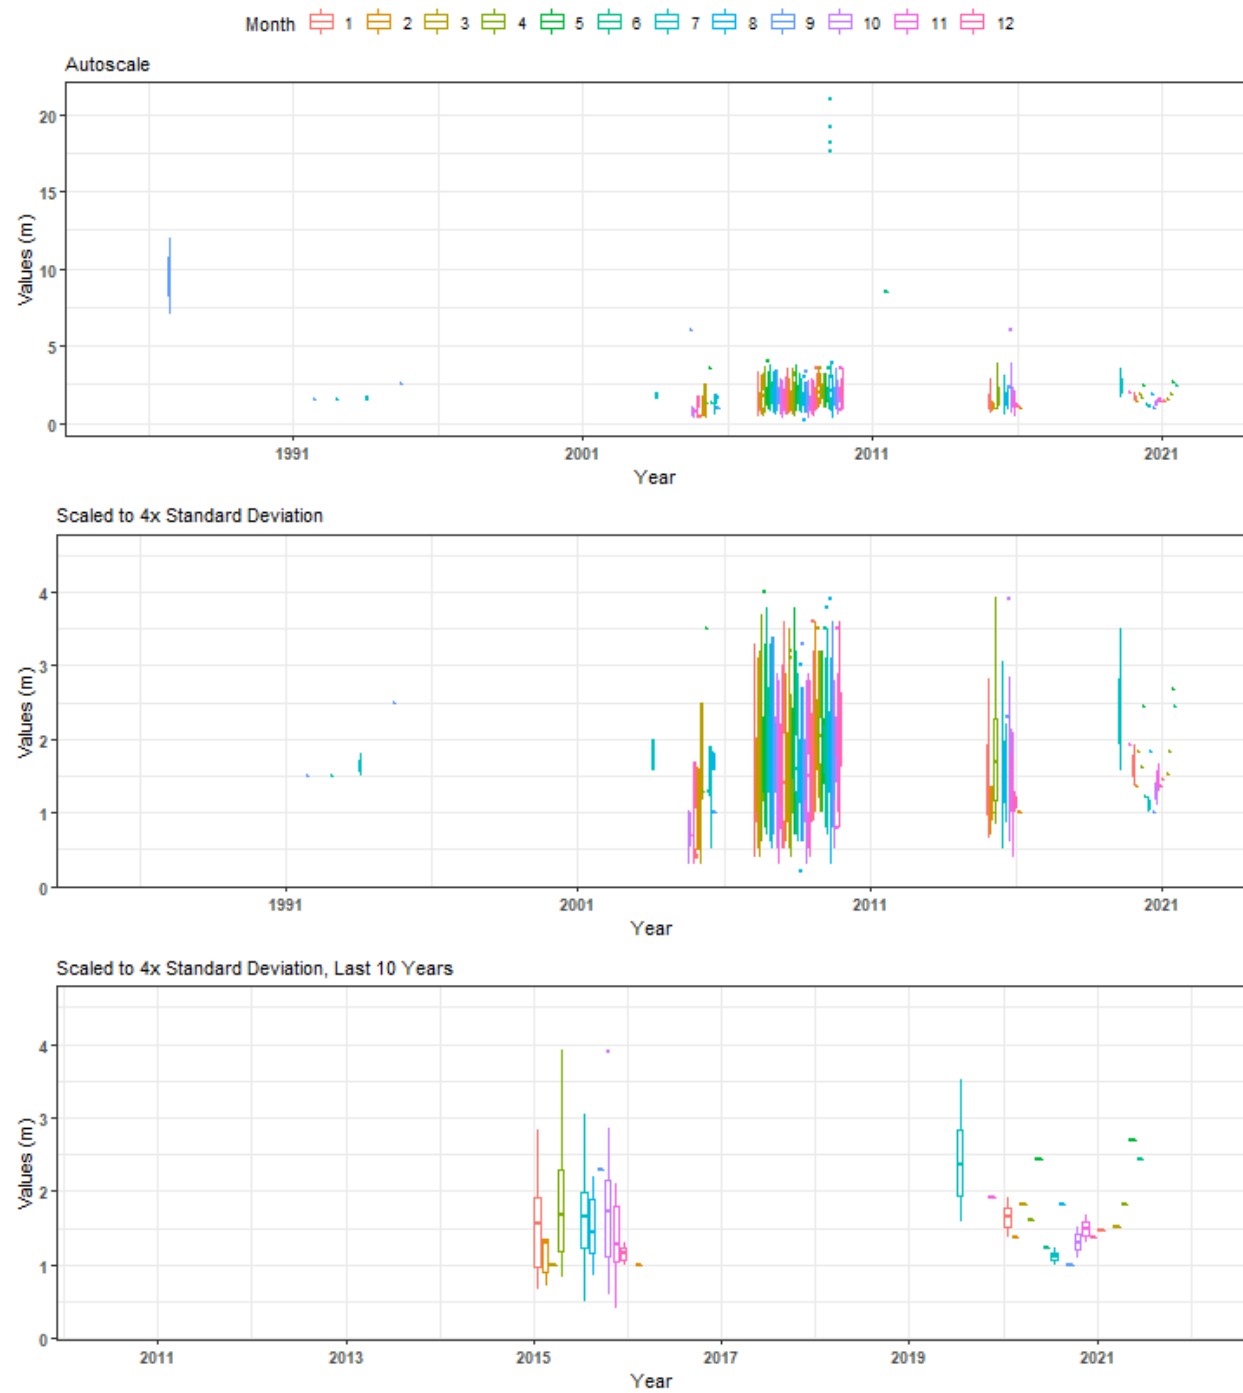 Month 1 2 3 4 5 6 7 8 9 10 11 12
Autoscale
20
15
10
5
0
Values (m)
1991 2001 2011 2021
Year
Scaled to 4x Standard Deviation
4
3
2
1
0
Values (m)
1991 2001 2011 2021
Year
Scaled to 4x Standard Deviation, Last 10 Years
4
3
2
1
0
Values (m)
2011 2013 2015 2017 2019 2021
Year